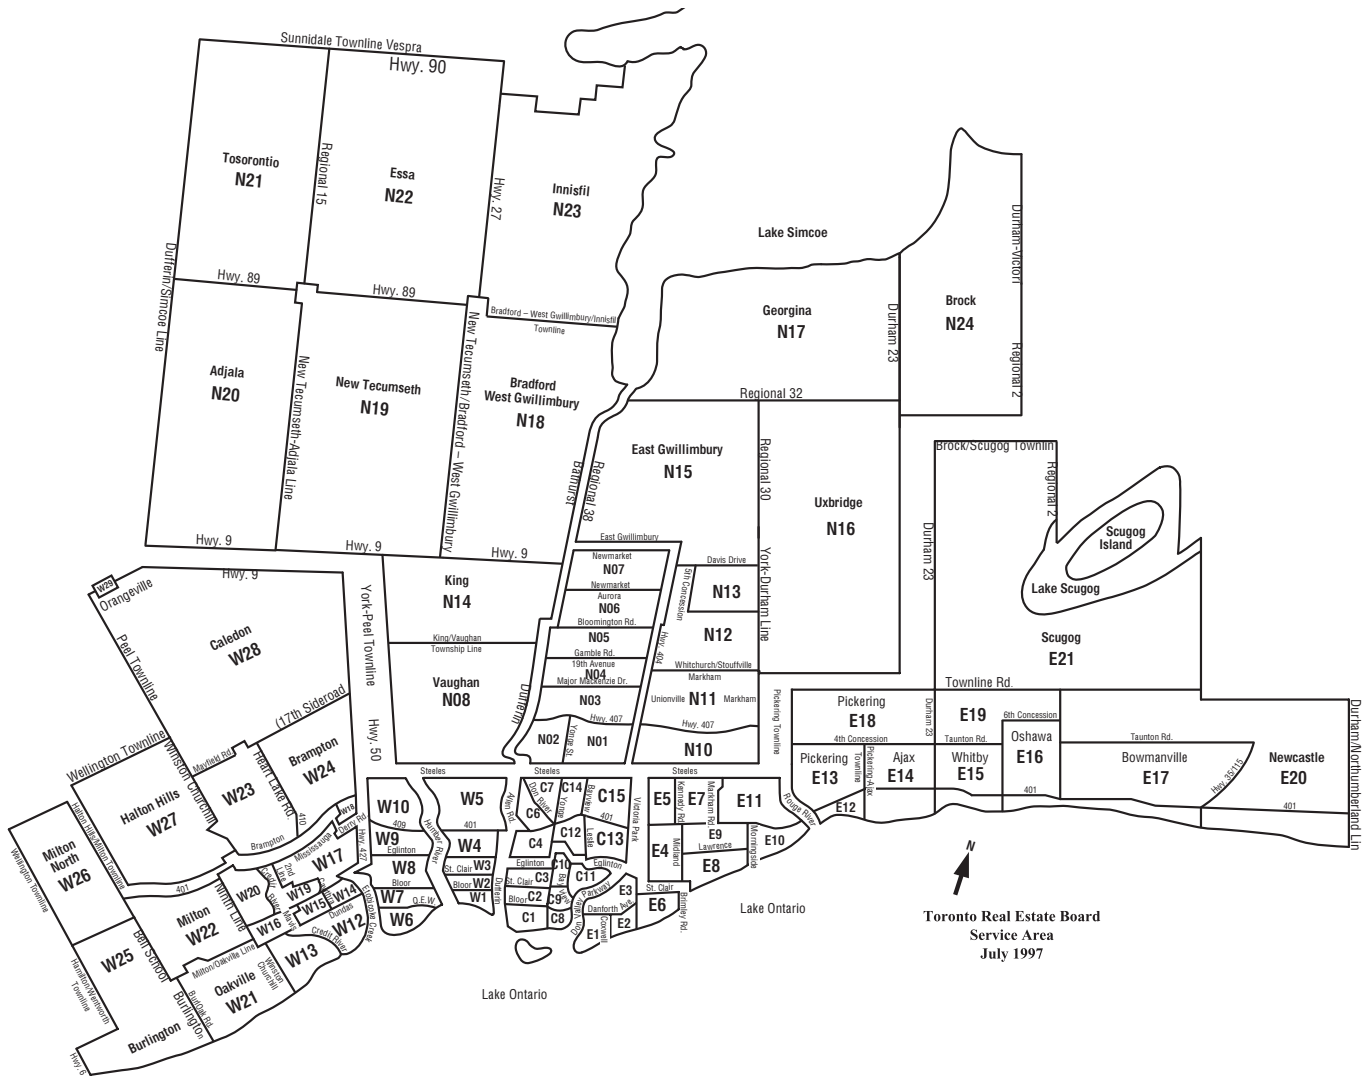 Sunnidale Townline Vespra
Hwy. 90
Tosorontio
N21
Regional 15
Essa
N22
Hwy. 27
Innisfil
N23
Dufferin/Simcoe Line
Hwy. 89
Hwy. 89
Bradford – West Gwillimbury/Innisfil
Townline
Lake Simcoe
Georgina
N17
Durham 23
Brock
N24
Durham-Victori
Regional 2
Adjala
N20
New Tecumseth-Adjala Line
New Tecumseth
N19
New Tecumseth/Bradford – West Gwillimbury
Bradford
West Gwillimbury
N18
Regional 32
Bathurst
Regional 38
East Gwillimbury
N15
Regional 30
Uxbridge
N16
Brock/Scugog Townlin
Regional 2
Scugog
Island
Lake Scugog
Scugog
E21
Durham 23
Hwy. 9
Hwy. 9
Hwy. 9
East Gwillimbury
Newmarket
N07
Newmarket
Aurora
N06
Bloomington Rd.
N05
Gamble Rd.
19th Avenue
N04
Major Mackenzie Dr.
N03
Hwy. 407
N02
Yonge St.
N01
Davis Drive
5th Concession
N13
York-Durham Line
N12
Hwy. 404
Whitchurch/Stouffville
Markham
Unionville
N11
Markham
Hwy. 407
N10
W29
Orangeville
Hwy. 9
Peel Townline
Caledon
W28
York-Peel Townline
Hwy. 50
King
N14
King/Vaughan
Township Line
Vaughan
N08
Dufferin
(17th Sideroad
Wellington Townline
Mayfield Rd
Winston Churchill
Heart Lake Rd.
Brampton
W24
W23
410
Brampton
Halton Hills
W27
Halton Hills/Milton Townline
Wellington Townline
Milton
North
W26
401
Milton
W22
Ninth Line
W25
Bell School
Hamilton/Wentworth
Townline
Burlington
Hwy. 6
Burlington
Burloak Rd.
Milton/Oakville Line
Oakville
W21
Winston
Churchill
W13
Credit River
W12
Dundas
Etobicoke Creek
W20
Credit
River
2nd
Line
Mississauga
W17
W18
Derry Rd
Hwy. 427
W19
W14
W15
W16
Mavis
Steeles
W10
409
W9
Eglinton
W8
Bloor
W7
Q.E.W.
W6
Humber River
W5
401
W4
St. Clair
W3
Bloor
W2
W1
Allen Rd.
Dufferin
Steeles
C7
Don River
C6
C14
Yonge
Bayview
C15
401
C4
C12
Leslie
C13
Victoria Park
Eglinton
C10
Eglinton
St. Clair
C3
C11
Bloor
C2
C9
C1
C8
Don Valley Parkway
Danforth Ave.
E3
E1
Coxwell
E2
St. Clair
E6
Brimley Rd.
Steeles
E5
Kennedy Rd
E7
Markham Rd.
E11
E4
Midland
E9
Lawrence
E8
Morningside
E10
Rouge River
Pickering Townline
Townline Rd.
Pickering
E18
Durham 23
E19
6th Concession
4th Concession
Taunton Rd.
Taunton Rd.
Pickering
E13
Townline
Pickering-Ajax
Ajax
E14
E12
Whitby
E15
Oshawa
E16
401
Bowmanville
E17
Hwy. 35/115
Newcastle
E20
401
Durham/Northumberland Lin
Lake Ontario
Lake Ontario
N
Toronto Real Estate Board
Service Area
July 1997